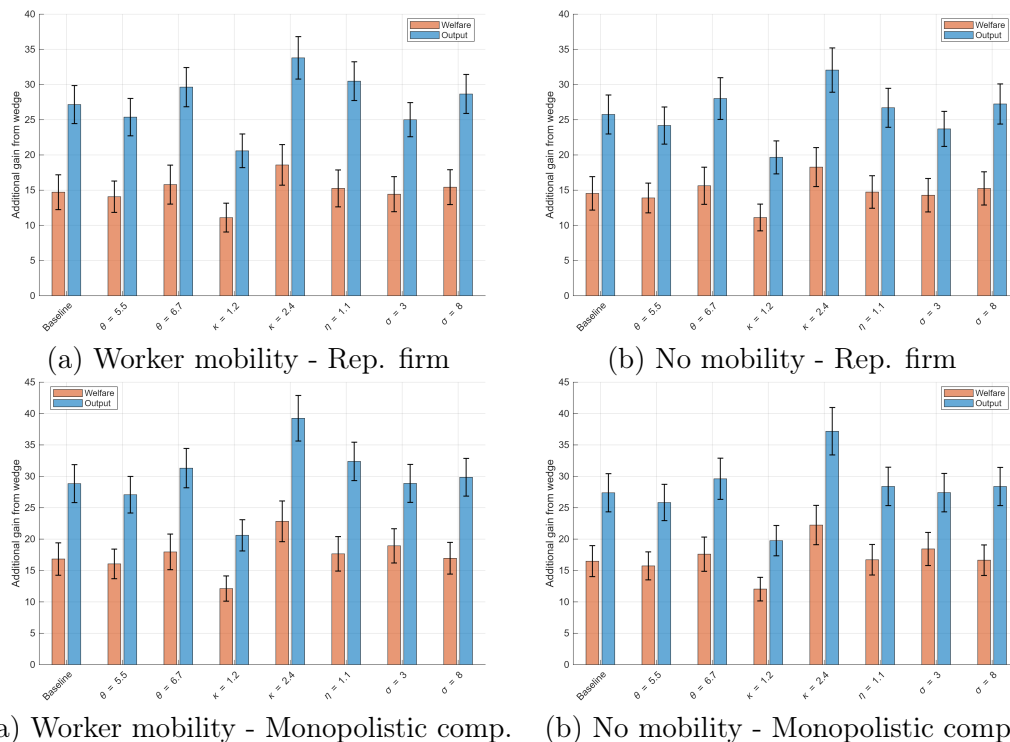 Welfare
Output
Additional gain from wedge
40
35
30
25
20
15
10
5
0
Baseline
θ = 5.5
θ = 6.7
κ = 1.2
κ = 2.4
η = 1.1
σ = 3
σ = 8
(a) Worker mobility - Rep. firm
Welfare
Output
Additional gain from wedge
40
35
30
25
20
15
10
5
0
Baseline
θ = 5.5
θ = 6.7
κ = 1.2
κ = 2.4
η = 1.1
σ = 3
σ = 8
(b) No mobility - Rep. firm
Welfare
Output
Additional gain from wedge
45
40
35
30
25
20
15
10
5
0
Baseline
θ = 5.5
θ = 6.7
κ = 1.2
κ = 2.4
η = 1.1
σ = 3
σ = 8
a) Worker mobility - Monopolistic comp.
Welfare
Output
Additional gain from wedge
45
40
35
30
25
20
15
10
5
0
Baseline
θ = 5.5
θ = 6.7
κ = 1.2
κ = 2.4
η = 1.1
σ = 3
σ = 8
(b) No mobility - Monopolistic comp